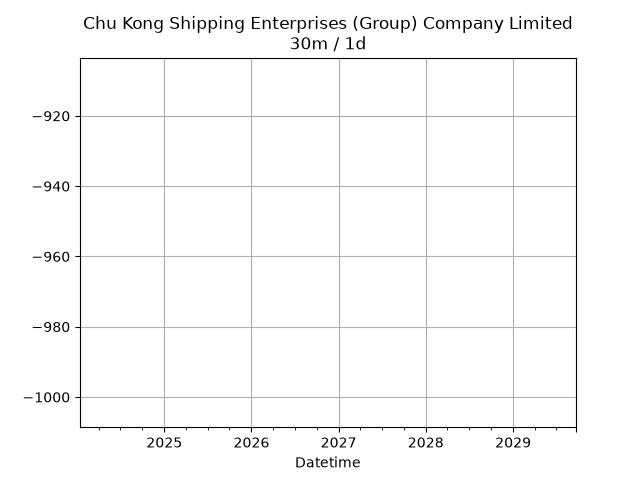 Chu Kong Shipping Enterprises (Group) Company Limited
30m / 1d
−920
−940
−960
−980
−1000
2025 2026 2027 2028 2029
Datetime